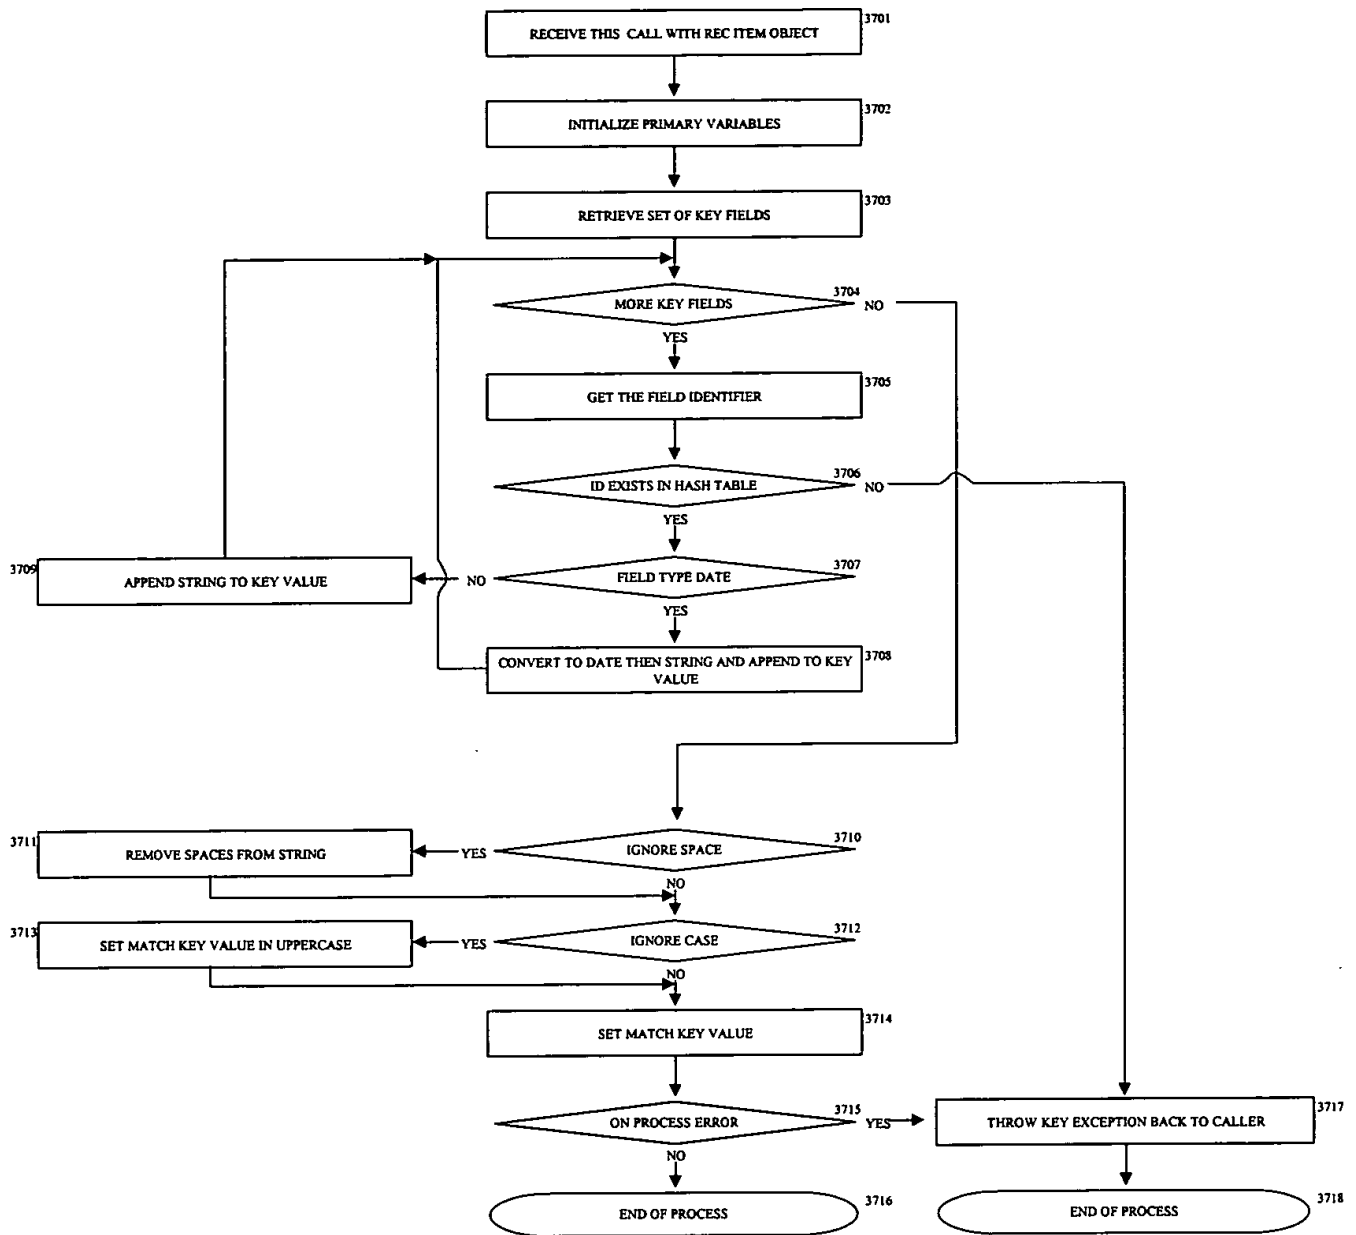 3701
RECEIVE THIS CALL WITH REC ITEM OBJECT
3702
INITIALIZE PRIMARY VARIABLES
3703
RETRIEVE SET OF KEY FIELDS
3704
MORE KEY FIELDS
NO
YES
3705
GET THE FIELD IDENTIFIER
3706
ID EXISTS IN HASH TABLE
NO
YES
3707
FIELD TYPE DATE
NO
3709
APPEND STRING TO KEY VALUE
YES
3708
CONVERT TO DATE THEN STRING AND APPEND TO KEY
VALUE
3710
IGNORE SPACE
YES
3711
REMOVE SPACES FROM STRING
NO
3712
IGNORE CASE
YES
3713
SET MATCH KEY VALUE IN UPPERCASE
NO
3714
SET MATCH KEY VALUE
3715
ON PROCESS ERROR
YES
3717
THROW KEY EXCEPTION BACK TO CALLER
NO
3716
END OF PROCESS
3718
END OF PROCESS